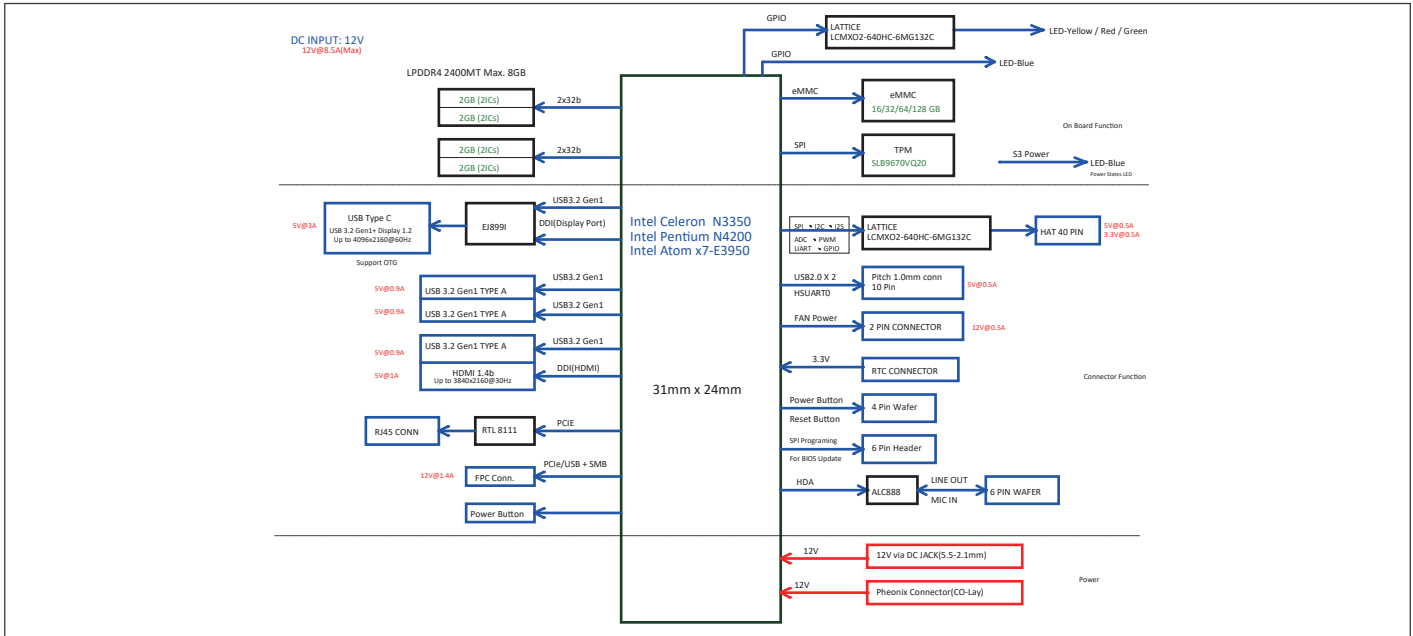 GPIO
LATTICE
LCMXO2-640HC-6MG132C
LED-Yellow / Red / Green
DC INPUT: 12V
12V@8.5A(Max)
GPIO
LED-Blue
LPDDR4 2400MT Max. 8GB
2GB (2ICs)
2GB (2ICs)
2x32b
2GB (2ICs)
2GB (2ICs)
2x32b
eMMC
eMMC
16/32/64/128 GB
On Board Function
SPI
TPM
SLB9670VQ20
S3 Power
LED-Blue
Power States LED
5V@3A
USB Type C
USB 3.2 Gen1+ Display 1.2
Up to 4096x2160@60Hz
Support OTG
EJ899I
USB3.2 Gen1
DDI(Display Port)
Intel Celeron N3350
Intel Pentium N4200
Intel Atom x7-E3950
SPI、I2C、I2S
ADC、PWM
UART、GPIO
LATTICE
LCMXO2-640HC-6MG132C
HAT 40 PIN
5V@0.5A
3.3V@0.5A
5V@0.9A
USB 3.2 Gen1 TYPE A
USB3.2 Gen1
5V@0.9A
USB 3.2 Gen1 TYPE A
USB3.2 Gen1
USB2.0 X 2
HSUART0
Pitch 1.0mm conn
10 Pin
5V@0.5A
FAN Power
2 PIN CONNECTOR
12V@0.5A
5V@0.9A
USB 3.2 Gen1 TYPE A
USB3.2 Gen1
5V@1A
HDMI 1.4b
Up to 3840x2160@30Hz
DDI(HDMI)
3.3V
RTC CONNECTOR
Connector Function
31mm x 24mm
Power Button
Reset Button
4 Pin Wafer
RJ45 CONN
RTL 8111
PCIE
SPI Programing
For BIOS Update
6 Pin Header
12V@1.4A
FPC Conn.
PCIe/USB + SMB
HDA
ALC888
LINE OUT
MIC IN
6 PIN WAFER
Power Button
12V
12V via DC JACK(5.5-2.1mm)
Power
12V
Pheonix Connector(CO-Lay)